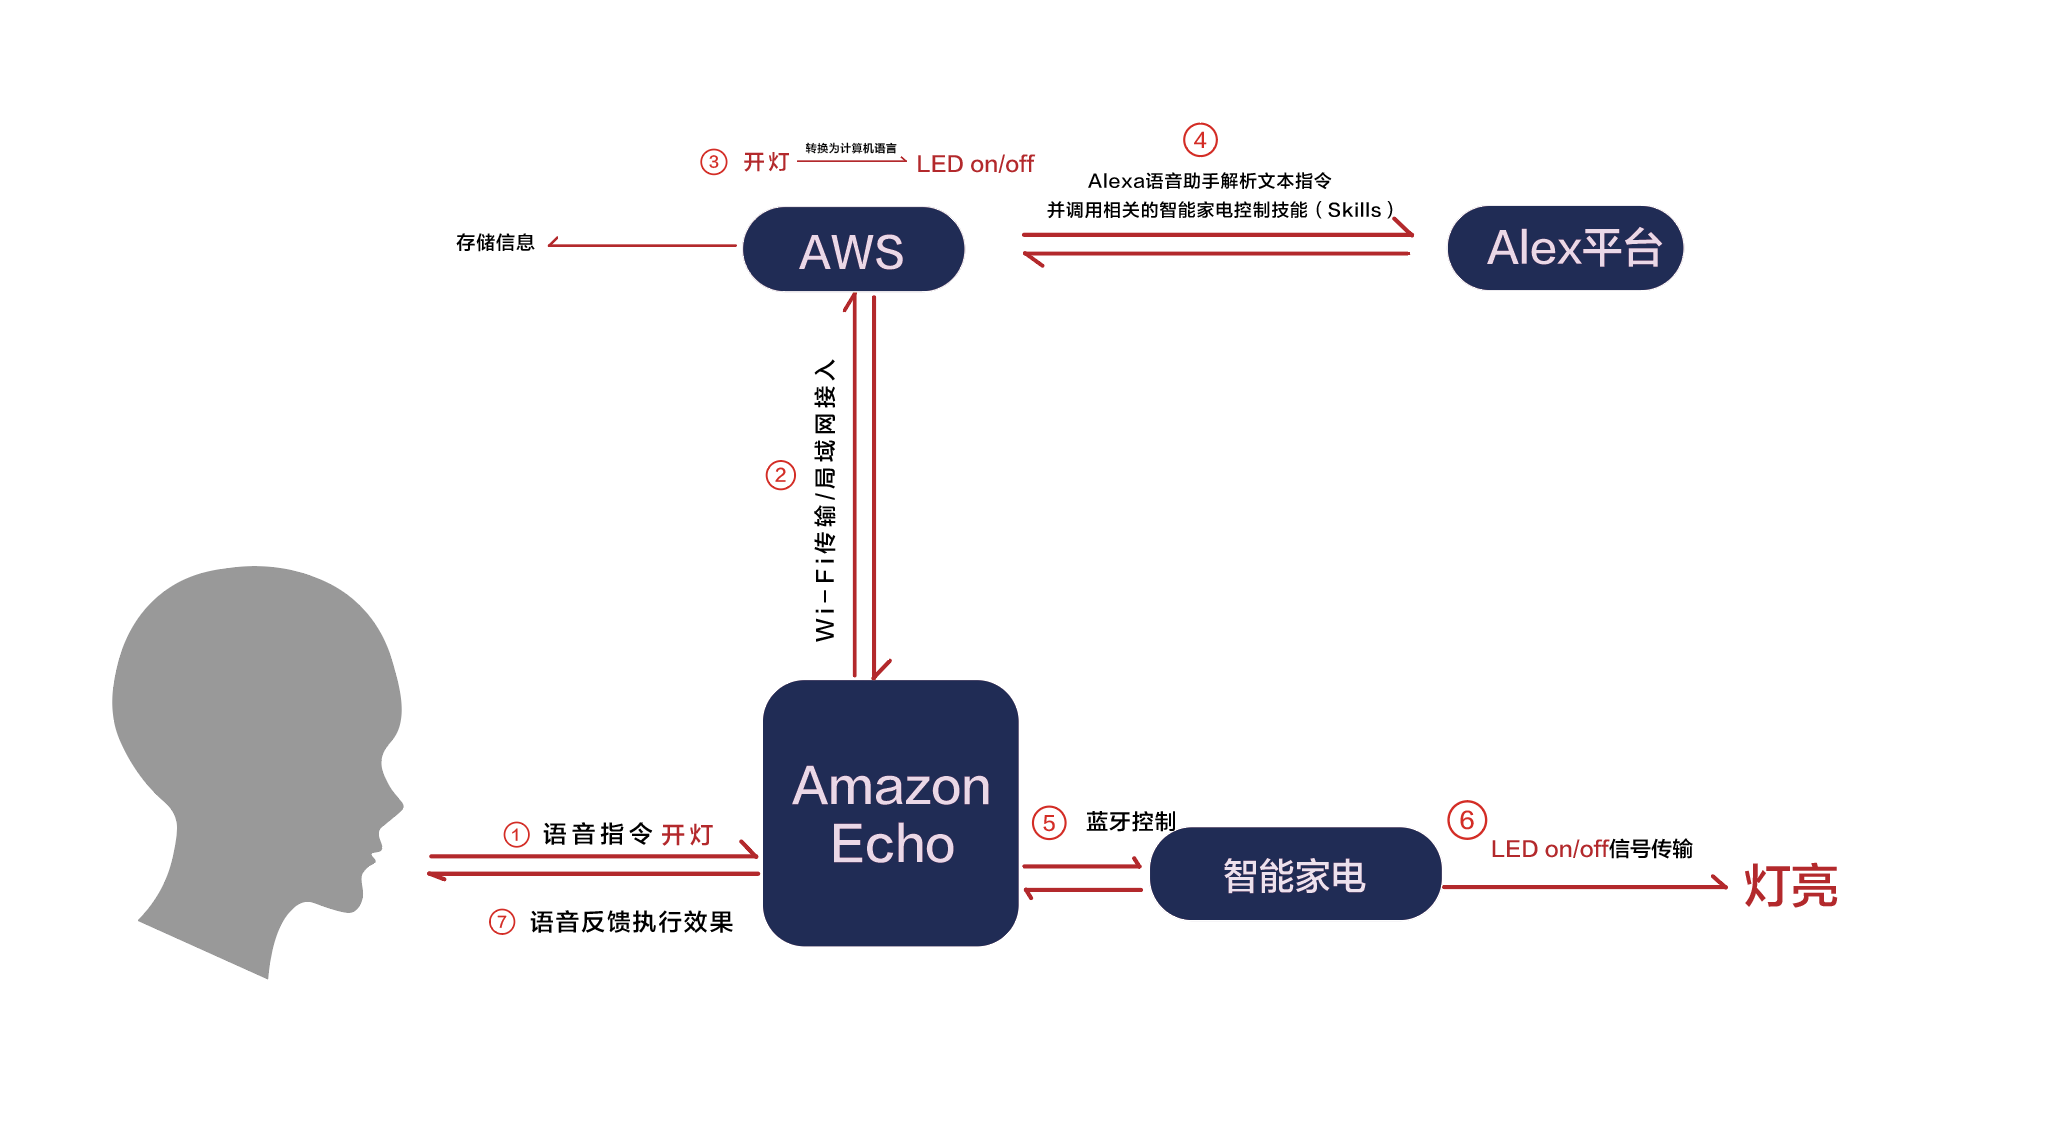 ④
③ 开灯 转换为计算机语言 LED on/off
Alexa语音助手解析文本指令
并调用相关的智能家电控制技能（Skills）
存储信息
AWS
Alex平台
② Wi-Fi传输/局域网接入
Amazon
Echo
① 语音指令 开灯
⑦ 语音反馈执行效果
⑤ 蓝牙控制
智能家电
⑥
LED on/off信号传输
灯亮